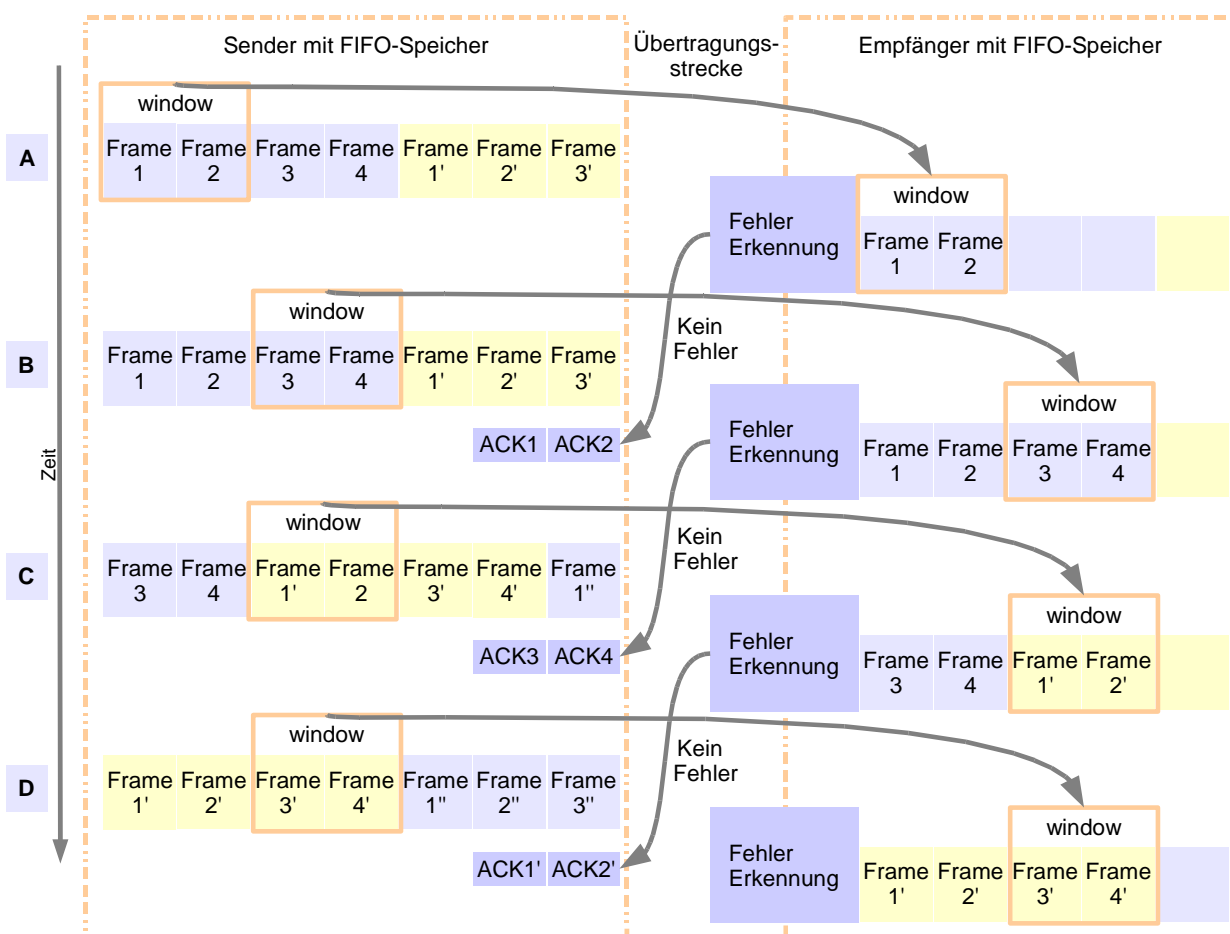 Sender mit FIFO-Speicher
Übertragungs-
strecke
Empfänger mit FIFO-Speicher
Zeit
A
window
Frame Frame Frame Frame Frame Frame Frame
1 2 3 4 1' 2' 3'
window
Fehler
Erkennung
Frame Frame
1 2
B
window
Frame Frame Frame Frame Frame Frame Frame
1 2 3 4 1' 2' 3'
Kein
Fehler
ACK1 ACK2
window
Fehler
Erkennung
Frame Frame Frame Frame
1 2 3 4
C
window
Frame Frame Frame Frame Frame Frame Frame
3 4 1' 2 3' 4' 1''
Kein
Fehler
ACK3 ACK4
window
Fehler
Erkennung
Frame Frame Frame Frame
3 4 1' 2'
D
window
Frame Frame Frame Frame Frame Frame Frame
1' 2' 3' 4' 1'' 2'' 3''
Kein
Fehler
ACK1' ACK2'
window
Fehler
Erkennung
Frame Frame Frame Frame
1' 2' 3' 4'